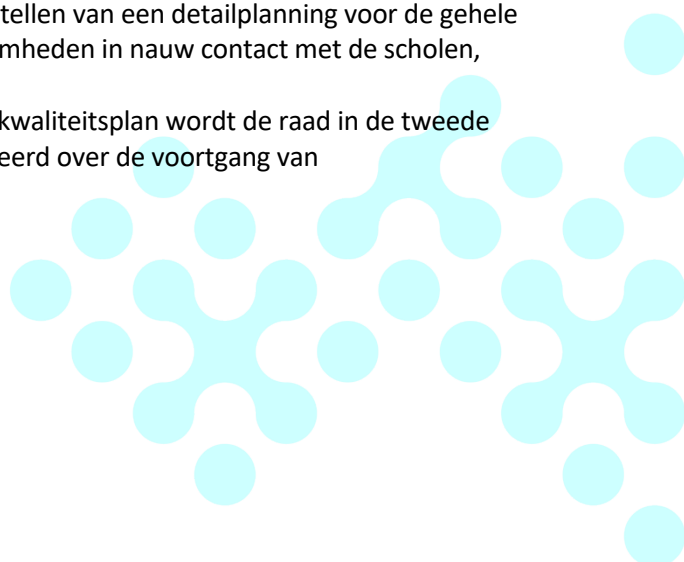 tellen van een detailplanning voor de gehele
mheden in nauw contact met de scholen,
kwaliteitsplan wordt de raad in de tweede
eerd over de voortgang van